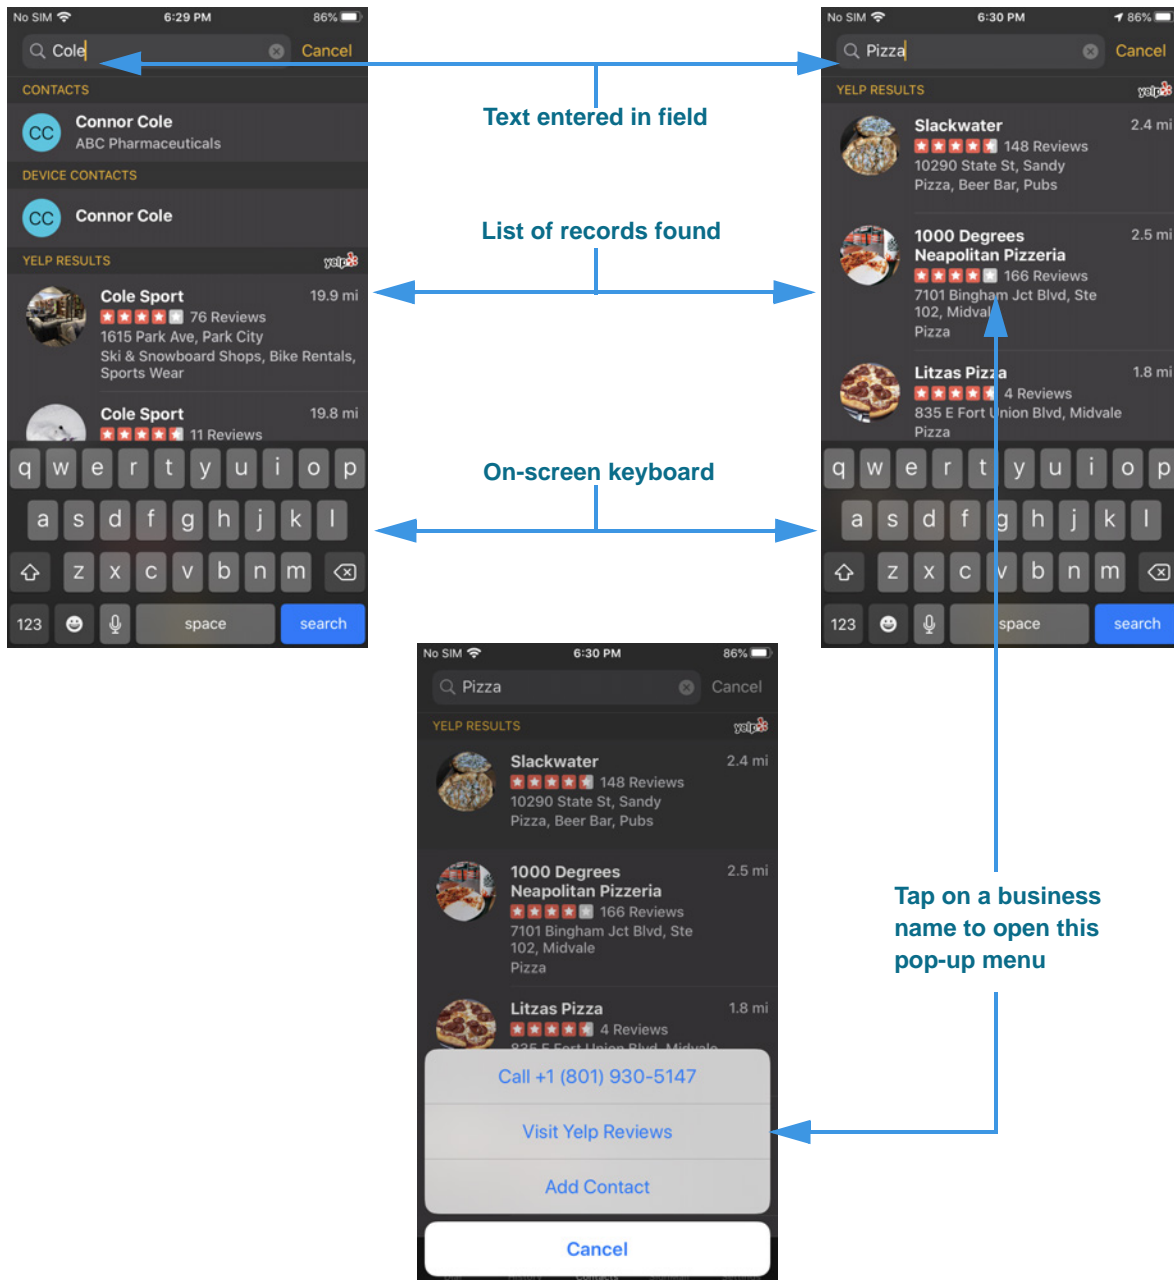 No SIM 6:29 PM 86%
Cole Cancel
CONTACTS
CC Connor Cole
ABC Pharmaceuticals
DEVICE CONTACTS
CC Connor Cole
YELP RESULTS yelp
Cole Sport 19.9 mi
76 Reviews
1615 Park Ave, Park City
Ski & Snowboard Shops, Bike Rentals,
Sports Wear
Cole Sport 19.8 mi
11 Reviews
q w e r t y u i o p
a s d f g h j k l
z x c v b n m
123 space search
Text entered in field
List of records found
On-screen keyboard
No SIM 6:30 PM 86%
Pizza Cancel
YELP RESULTS yelp
Slackwater 2.4 mi
148 Reviews
10290 State St, Sandy
Pizza, Beer Bar, Pubs
1000 Degrees 2.5 mi
Neapolitan Pizzeria
166 Reviews
7101 Bingham Jct Blvd, Ste
102, Midvale
Pizza
Litzas Pizza 1.8 mi
4 Reviews
835 E Fort Union Blvd, Midvale
Pizza
q w e r t y u i o p
a s d f g h j k l
z x c v b n m
123 space search
No SIM 6:30 PM 86%
Pizza Cancel
YELP RESULTS yelp
Slackwater 2.4 mi
148 Reviews
10290 State St, Sandy
Pizza, Beer Bar, Pubs
1000 Degrees 2.5 mi
Neapolitan Pizzeria
166 Reviews
7101 Bingham Jct Blvd, Ste
102, Midvale
Pizza
Litzas Pizza 1.8 mi
4 Reviews
835 E Fort Union Blvd, Midvale
Call +1 (801) 930-5147
Visit Yelp Reviews
Add Contact
Cancel
Tap on a business
name to open this
pop-up menu